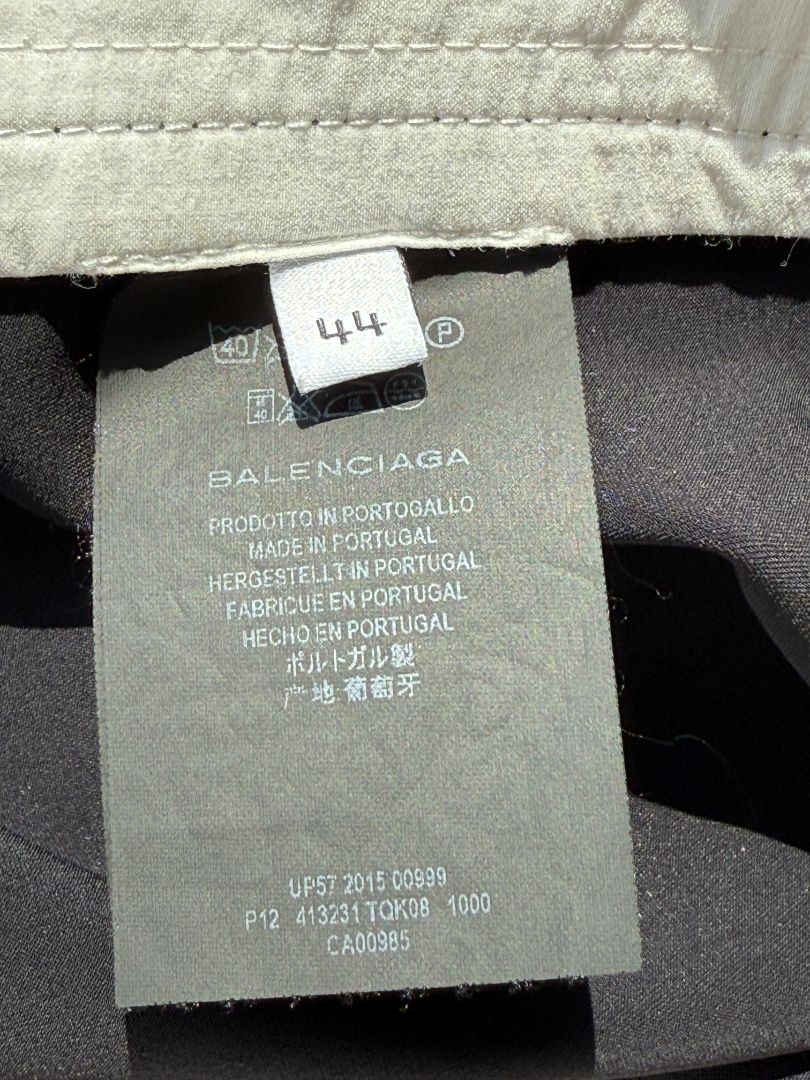 44
40
P
40
BALENCIAGA
PRODOTTO IN PORTOGALLO
MADE IN PORTUGAL
HERGESTELLT IN PORTUGAL
FABRIQUE EN PORTUGAL
HECHO EN PORTUGAL
ポルトガル製
产地 葡萄牙
UP57 2015 00999
P12 413231 TQK08 1000
CA00985